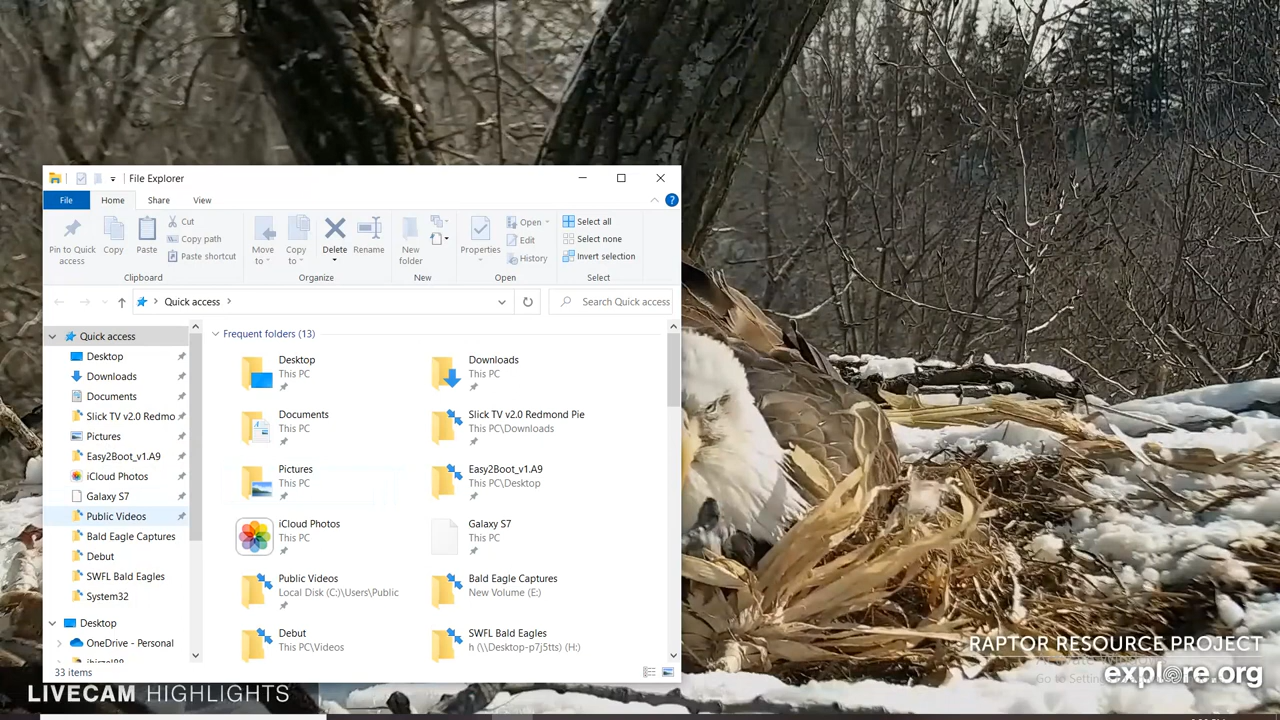 File Explorer
File Home Share View
Pin to Quick access
Copy
Paste
Cut
Copy path
Paste shortcut
Clipboard
Move to
Copy to
Delete
Rename
Organize
New folder
New
Properties
Open
Edit
History
Open
Select all
Select none
Invert selection
Select
Quick access
Search Quick access
Quick access
Desktop
Downloads
Documents
Slick TV v2.0 Redmo
Pictures
Easy2Boot_v1.A9
iCloud Photos
Galaxy S7
Public Videos
Bald Eagle Captures
Debut
SWFL Bald Eagles
System32
Desktop
OneDrive - Personal
Frequent folders (13)
Desktop
This PC
Downloads
This PC
Documents
This PC
Slick TV v2.0 Redmond Pie
This PC\Downloads
Pictures
This PC
Easy2Boot_v1.A9
This PC\Desktop
iCloud Photos
This PC
Galaxy S7
This PC
Public Videos
Local Disk (C:)\Users\Public
Bald Eagle Captures
New Volume (E:)
Debut
This PC\Videos
SWFL Bald Eagles
h (\\Desktop-p7j5tts) (H:)
33 items
LIVECAM HIGHLIGHTS
RAPTOR RESOURCE PROJECT
Go to Setting
explore.org